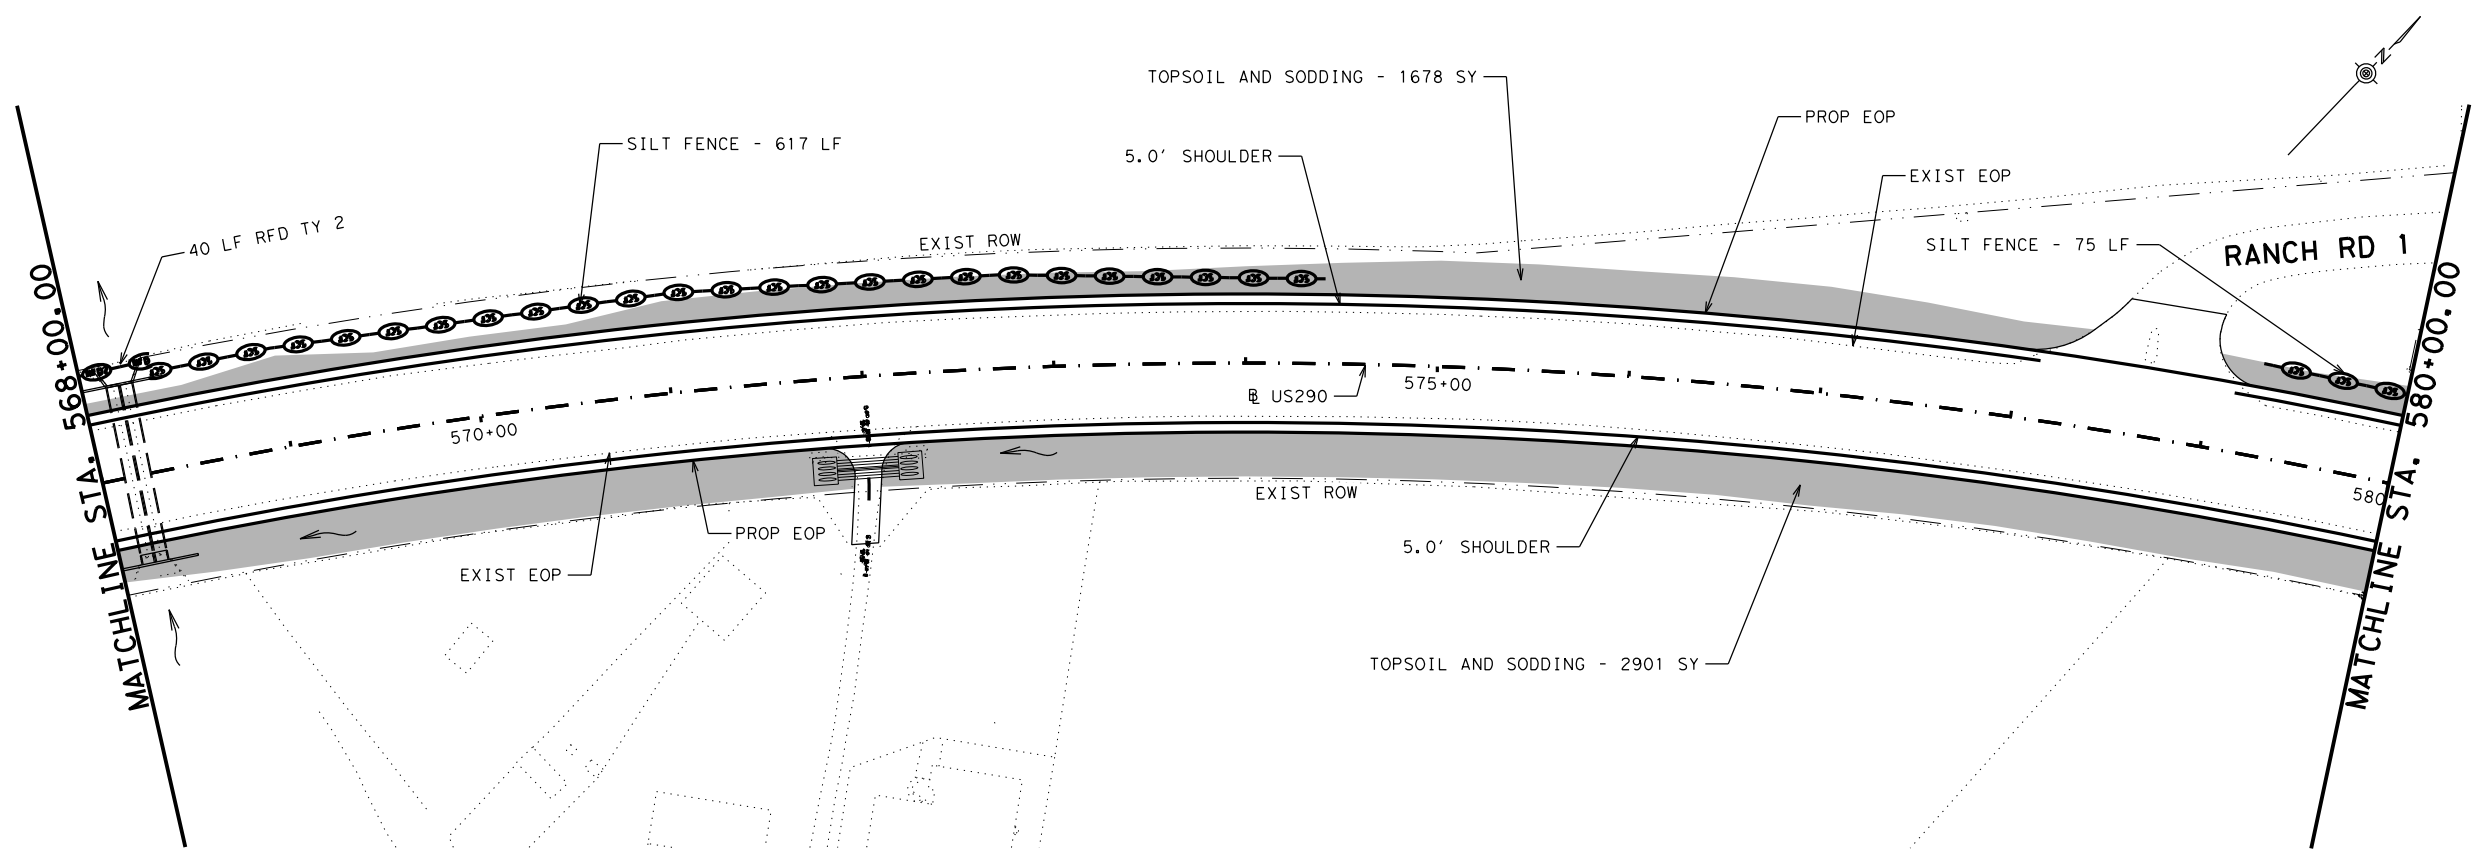 N
TOPSOIL AND SODDING - 1678 SY
PROP EOP
SILT FENCE - 617 LF
5.0' SHOULDER
EXIST EOP
40 LF RFD TY 2
EXIST ROW
SILT FENCE - 75 LF
RANCH RD 1
MATCHLINE STA. 568+00.00
MATCHLINE STA. 580+00.00
570+00
575+00
℄ US290
580
EXIST ROW
PROP EOP
5.0' SHOULDER
EXIST EOP
TOPSOIL AND SODDING - 2901 SY